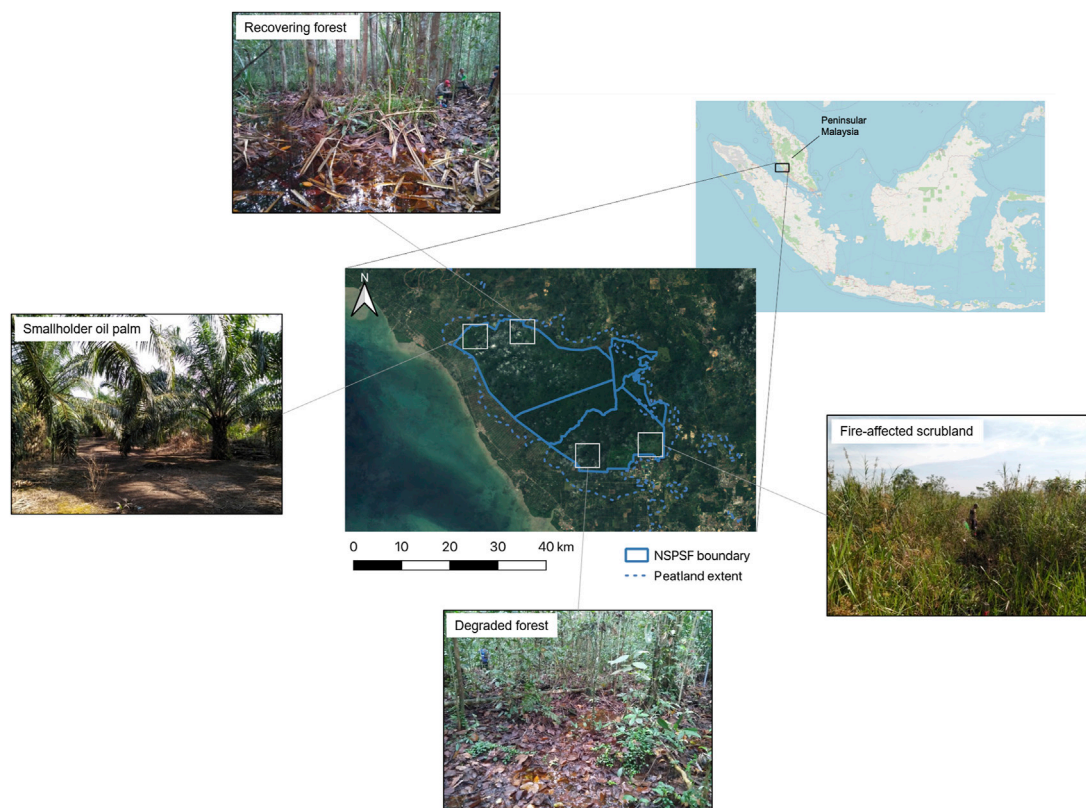 Recovering forest
Peninsular
Malaysia
N
Smallholder oil palm
Fire-affected scrubland
0 10 20 30 40 km
NSPSF boundary
Peatland extent
Degraded forest